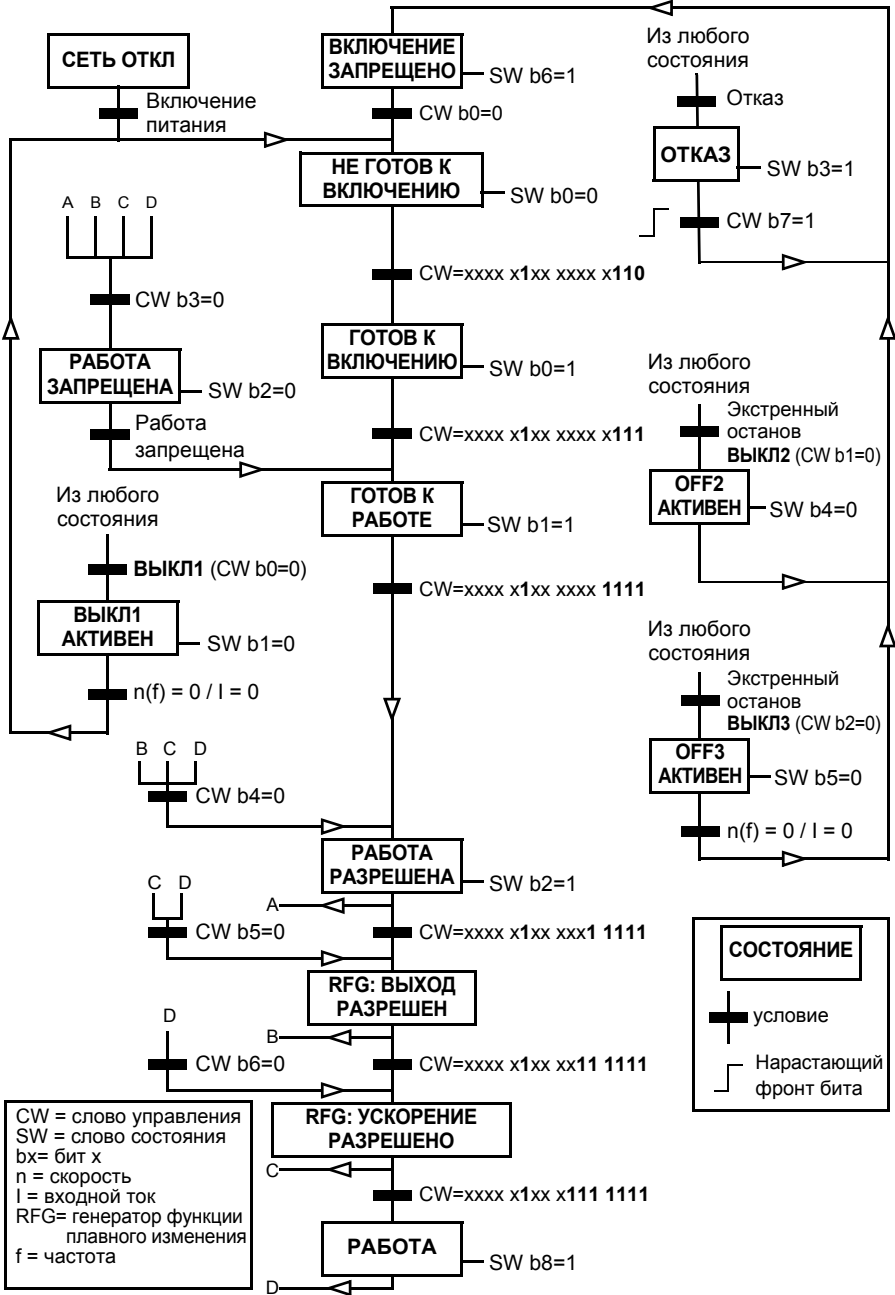 СЕТЬ ОТКЛ
Включение
питания
ВКЛЮЧЕНИЕ
ЗАПРЕЩЕНО
SW b6=1
CW b0=0
Из любого
состояния
Отказ
ОТКАЗ
SW b3=1
CW b7=1
НЕ ГОТОВ К
ВКЛЮЧЕНИЮ
SW b0=0
A B C D
CW b3=0
CW=xxxx x1xx xxxx x110
РАБОТА
ЗАПРЕЩЕНА
SW b2=0
Работа
запрещена
ГОТОВ К
ВКЛЮЧЕНИЮ
SW b0=1
CW=xxxx x1xx xxxx x111
Из любого
состояния
Экстренный
останов
ВЫКЛ2 (CW b1=0)
OFF2
АКТИВЕН
SW b4=0
Из любого
состояния
ВЫКЛ1 (CW b0=0)
ВЫКЛ1
АКТИВЕН
SW b1=0
n(f) = 0 / I = 0
ГОТОВ К
РАБОТЕ
SW b1=1
CW=xxxx x1xx xxxx 1111
Из любого
состояния
Экстренный
останов
ВЫКЛ3 (CW b2=0)
OFF3
АКТИВЕН
SW b5=0
n(f) = 0 / I = 0
B C D
CW b4=0
РАБОТА
РАЗРЕШЕНА
SW b2=1
A
C D
CW b5=0
CW=xxxx x1xx xxx1 1111
RFG: ВЫХОД
РАЗРЕШЕН
B
D
CW b6=0
CW=xxxx x1xx xx11 1111
RFG: УСКОРЕНИЕ
РАЗРЕШЕНО
C
CW=xxxx x1xx x111 1111
РАБОТА
SW b8=1
D
СОСТОЯНИЕ
условие
Нарастающий
фронт бита
CW = слово управления
SW = слово состояния
bx= бит x
n = скорость
I = входной ток
RFG= генератор функции
плавного изменения
f = частота